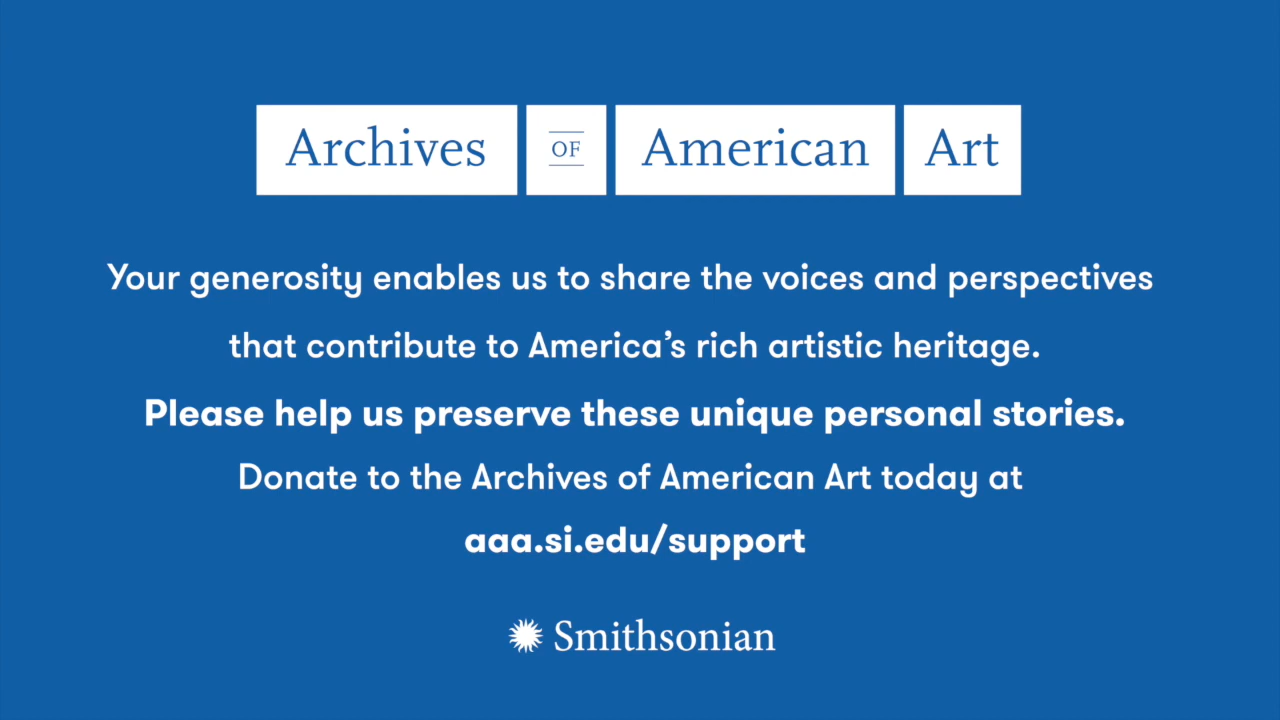 Archives OF American Art
Your generosity enables us to share the voices and perspectives
that contribute to America’s rich artistic heritage.
Please help us preserve these unique personal stories.
Donate to the Archives of American Art today at
aaa.si.edu/support
Smithsonian